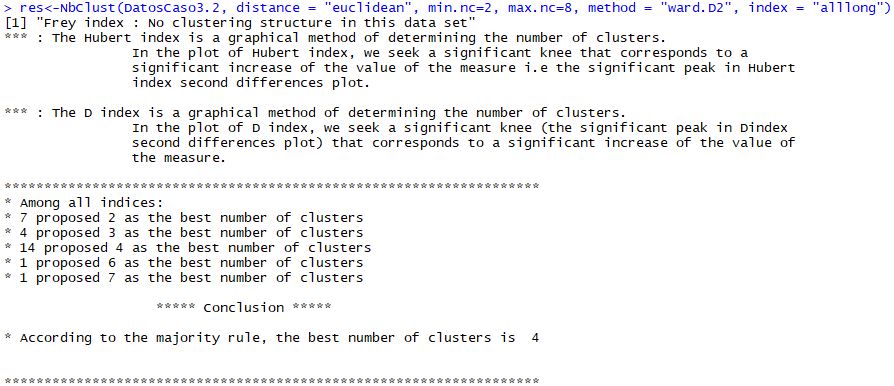 > res<-NbClust(DatosCaso3.2, distance = "euclidean", min.nc=2, max.nc=8, method = "ward.D2", index = "alllong")
[1] "Frey index : No clustering structure in this data set"
*** : The Hubert index is a graphical method of determining the number of clusters.
In the plot of Hubert index, we seek a significant knee that corresponds to a
significant increase of the value of the measure i.e the significant peak in Hubert
index second differences plot.
*** : The D index is a graphical method of determining the number of clusters.
In the plot of D index, we seek a significant knee (the significant peak in Dindex
second differences plot) that corresponds to a significant increase of the value of
the measure.
*******************************************************************
* Among all indices:
* 7 proposed 2 as the best number of clusters
* 4 proposed 3 as the best number of clusters
* 14 proposed 4 as the best number of clusters
* 1 proposed 6 as the best number of clusters
* 1 proposed 7 as the best number of clusters
***** Conclusion *****
* According to the majority rule, the best number of clusters is  4
*******************************************************************